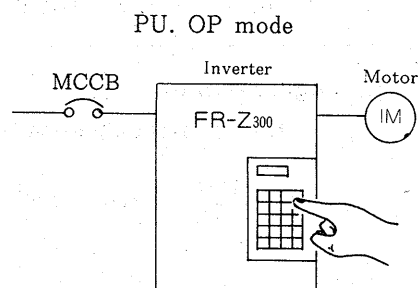 PU. OP mode
Inverter
Motor
MCCB
FR-Z300
IM